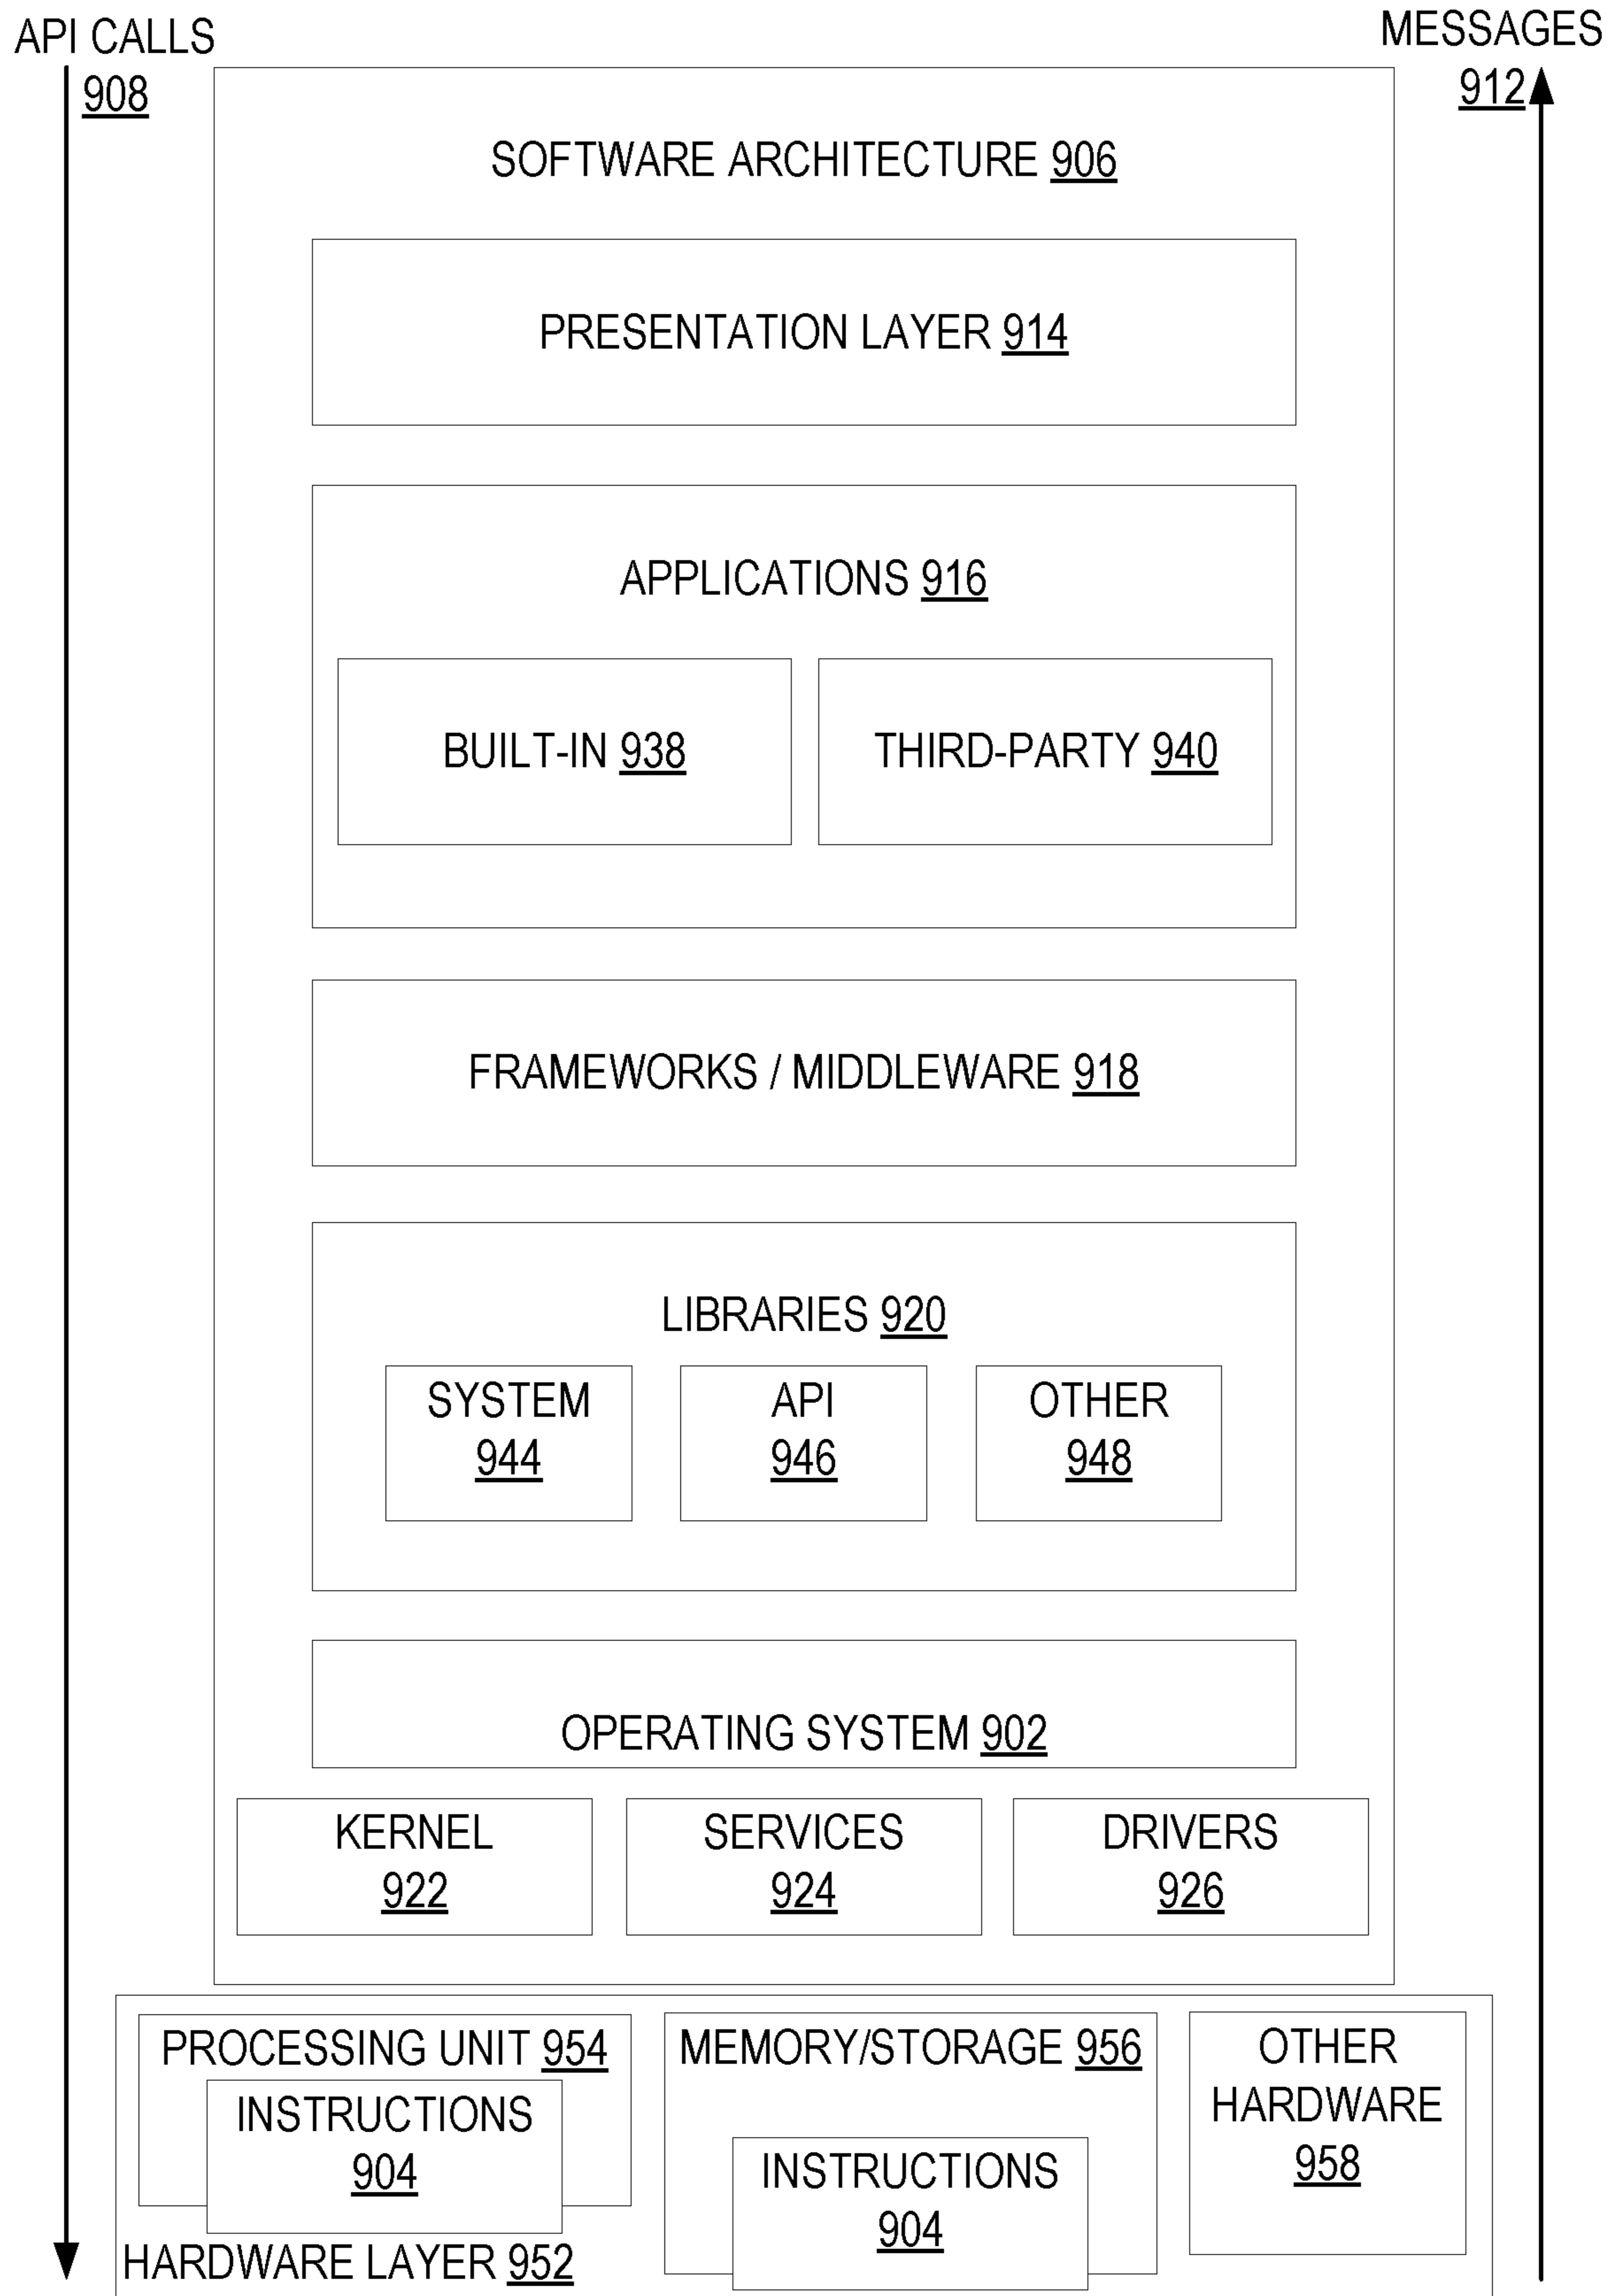 API CALLS
908
MESSAGES
912
SOFTWARE ARCHITECTURE 906
PRESENTATION LAYER 914
APPLICATIONS 916
BUILT-IN 938
THIRD-PARTY 940
FRAMEWORKS / MIDDLEWARE 918
LIBRARIES 920
SYSTEM
944
API
946
OTHER
948
OPERATING SYSTEM 902
KERNEL
922
SERVICES
924
DRIVERS
926
PROCESSING UNIT 954
INSTRUCTIONS
904
MEMORY/STORAGE 956
INSTRUCTIONS
904
OTHER
HARDWARE
958
HARDWARE LAYER 952